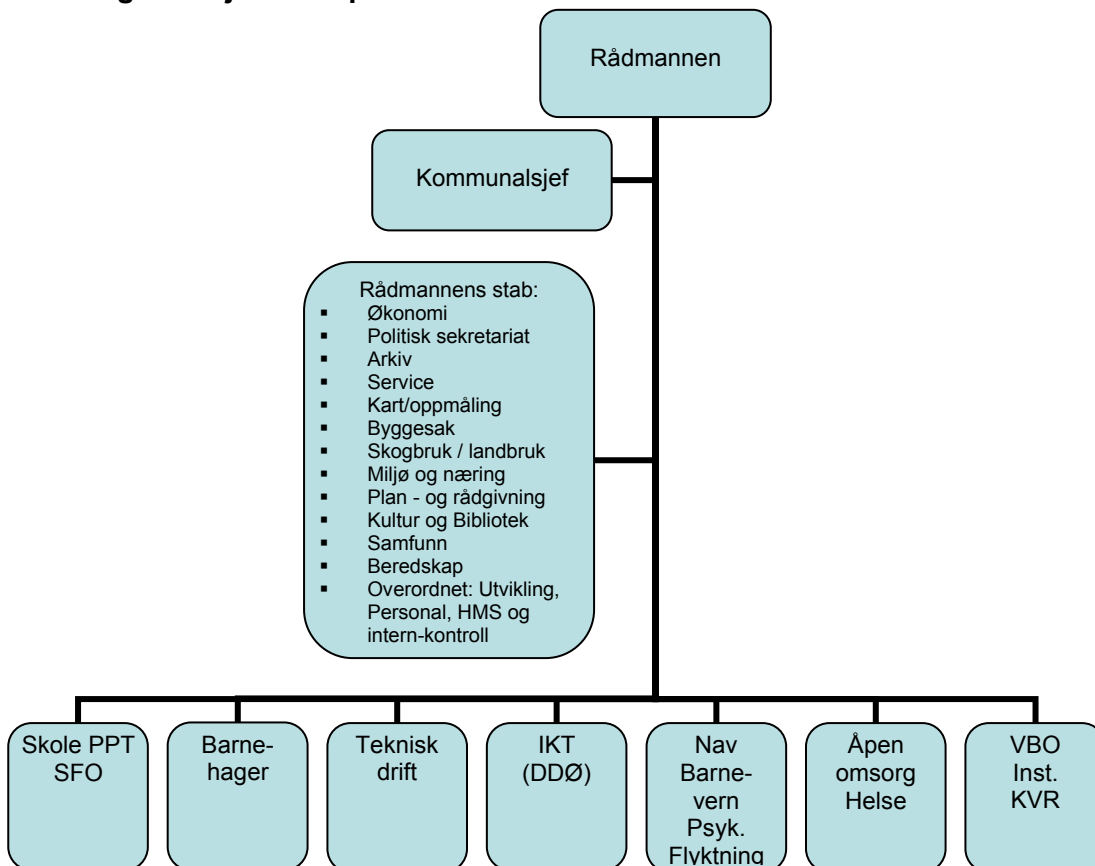 Rådmannen
Kommunalsjef
Rådmannens stab:
▪ Økonomi
▪ Politisk sekretariat
▪ Arkiv
▪ Service
▪ Kart/oppmåling
▪ Byggesak
▪ Skogbruk / landbruk
▪ Miljø og næring
▪ Plan - og rådgivning
▪ Kultur og Bibliotek
▪ Samfunn
▪ Beredskap
▪ Overordnet: Utvikling,
Personal, HMS og
intern-kontroll
Skole PPT
SFO
Barne-
hager
Teknisk
drift
IKT
(DDØ)
Nav
Barne-
vern
Psyk.
Flyktning
Åpen
omsorg
Helse
VBO
Inst.
KVR